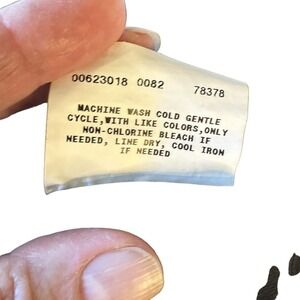 00623018 0082 78378
MACHINE WASH COLD GENTLE
CYCLE,WITH LIKE COLORS,ONLY
NON-CHLORINE BLEACH IF
NEEDED, LINE DRY, COOL IRON
IF NEEDED